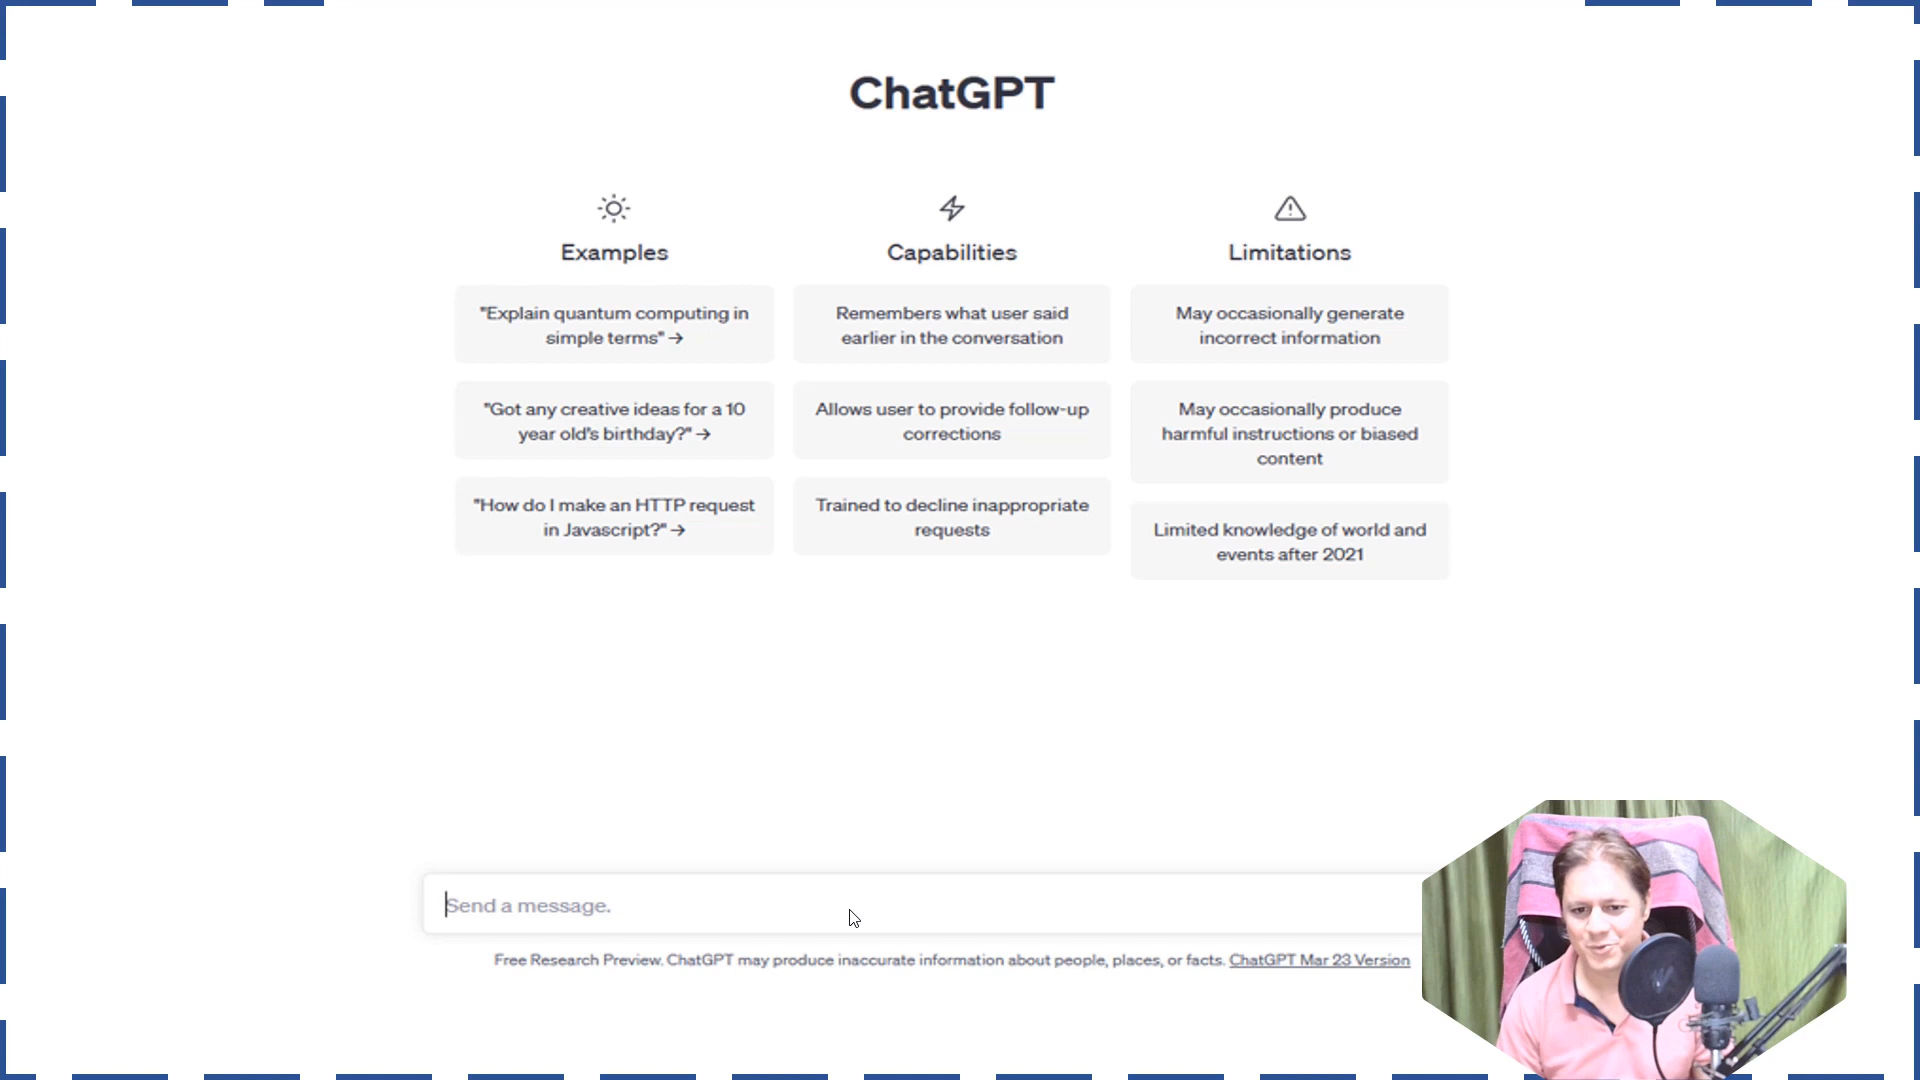 ChatGPT
Examples
"Explain quantum computing in
simple terms" →
"Got any creative ideas for a 10
year old's birthday?" →
"How do I make an HTTP request
in Javascript?" →
Capabilities
Remembers what user said
earlier in the conversation
Allows user to provide follow-up
corrections
Trained to decline inappropriate
requests
Limitations
May occasionally generate
incorrect information
May occasionally produce
harmful instructions or biased
content
Limited knowledge of world and
events after 2021
Send a message.
Free Research Preview. ChatGPT may produce inaccurate information about people, places, or facts. ChatGPT Mar 23 Version